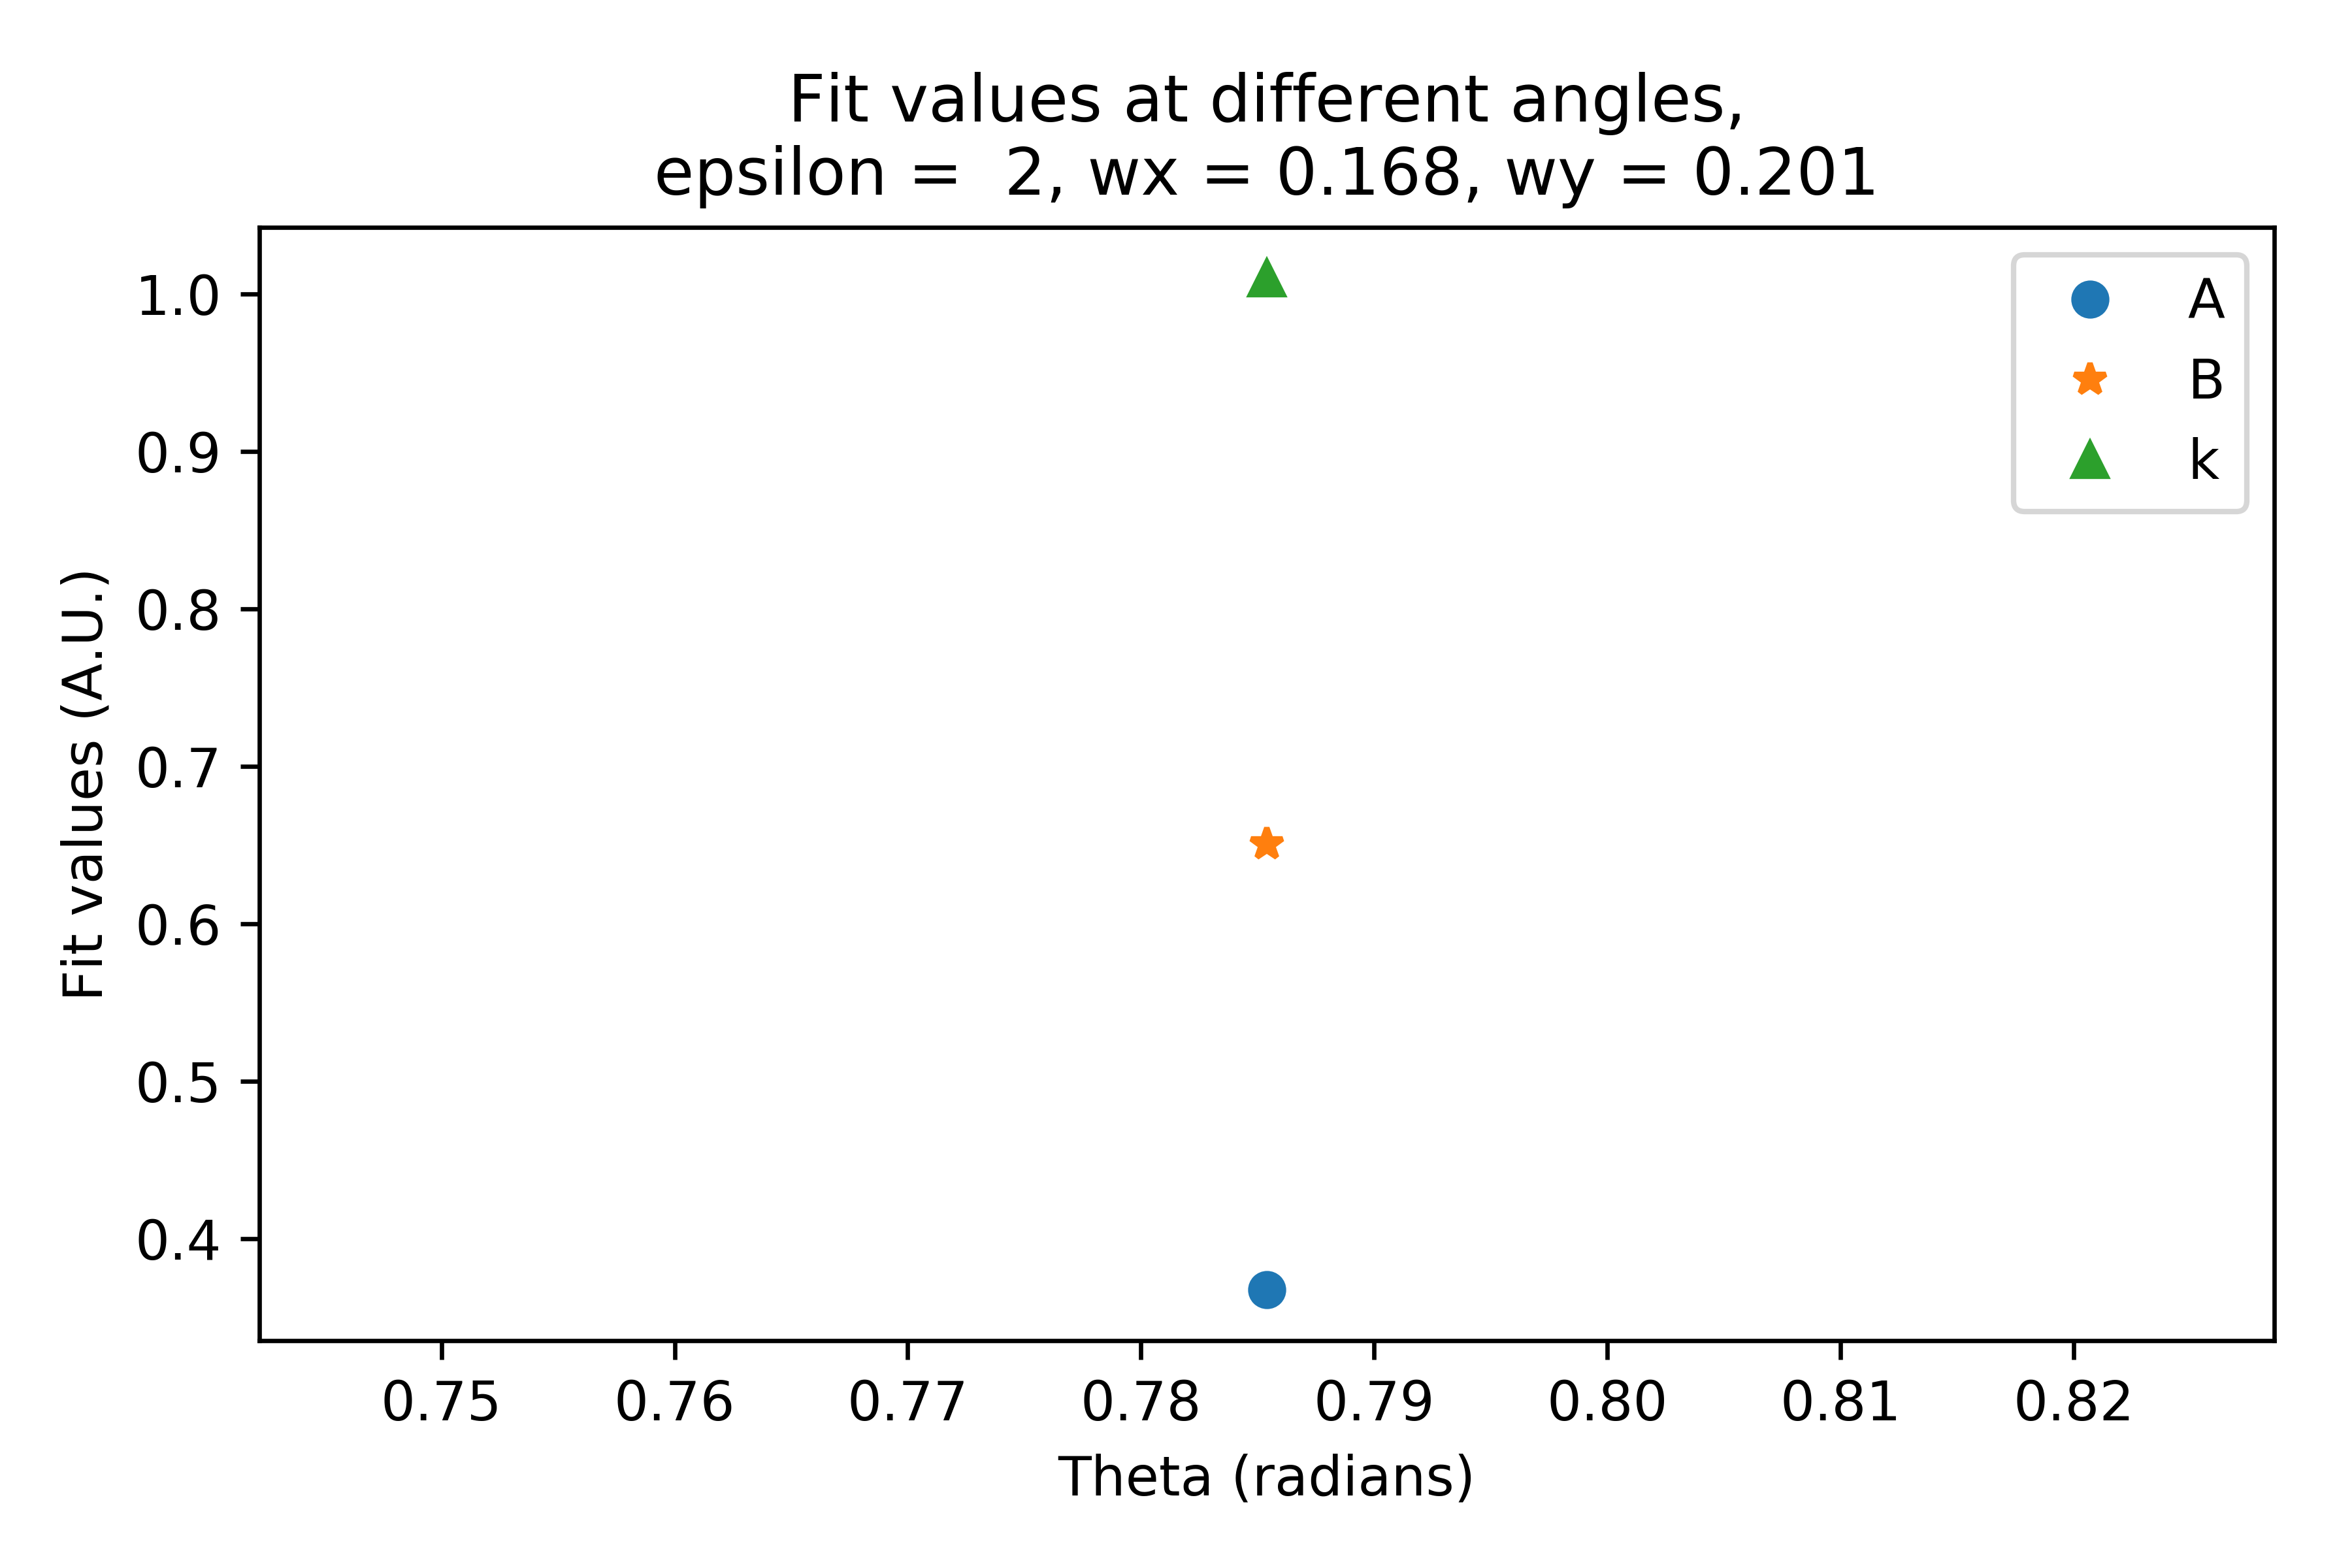 Fit values at different angles,
epsilon =  2, wx = 0.168, wy = 0.201
A
B
k
1.0
0.9
0.8
0.7
0.6
0.5
0.4
Fit values (A.U.)
0.75 0.76 0.77 0.78 0.79 0.80 0.81 0.82
Theta (radians)